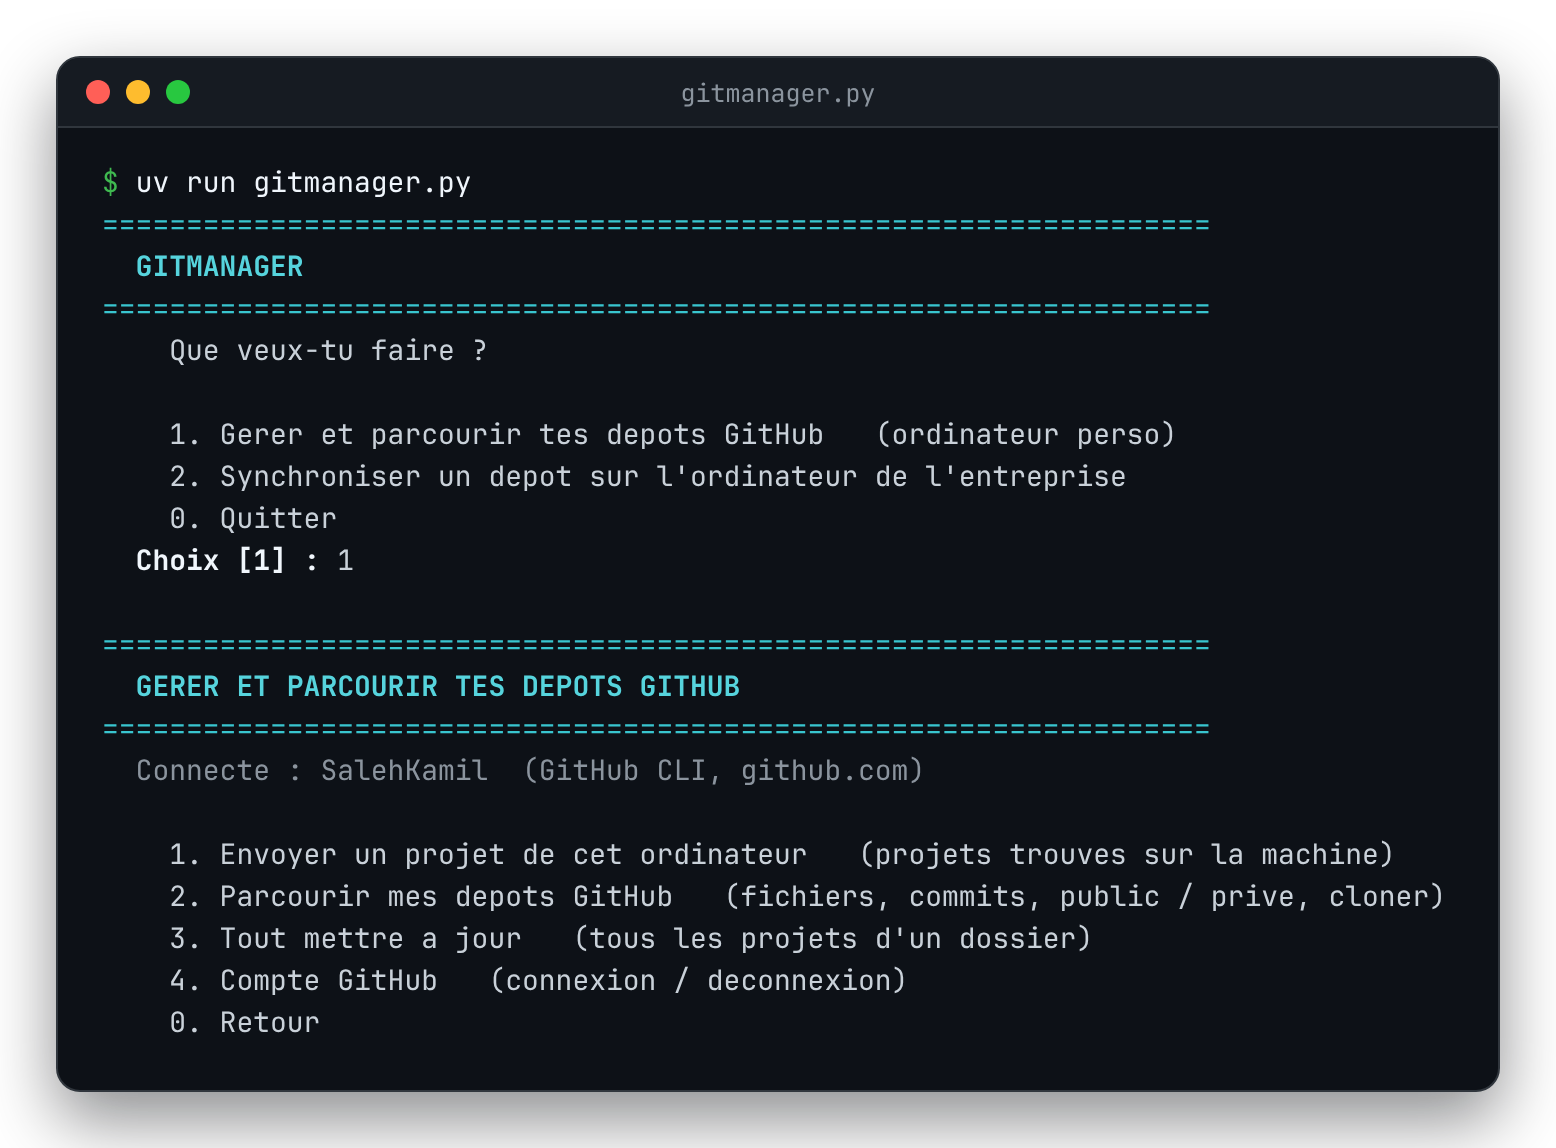 gitmanager.py
$ uv run gitmanager.py
==================================================================
GITMANAGER
==================================================================
Que veux-tu faire ?
1. Gerer et parcourir tes depots GitHub   (ordinateur perso)
2. Synchroniser un depot sur l'ordinateur de l'entreprise
0. Quitter
Choix [1] : 1
==================================================================
GERER ET PARCOURIR TES DEPOTS GITHUB
==================================================================
Connecte : SalehKamil  (GitHub CLI, github.com)
1. Envoyer un projet de cet ordinateur   (projets trouves sur la machine)
2. Parcourir mes depots GitHub   (fichiers, commits, public / prive, cloner)
3. Tout mettre a jour   (tous les projets d'un dossier)
4. Compte GitHub   (connexion / deconnexion)
0. Retour